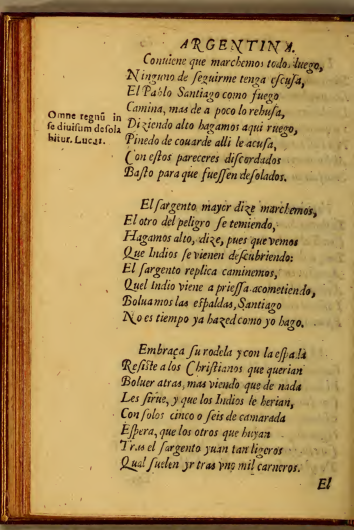 ARGENTINA.
Conuiene que marchemos todos luego,
Ninguno de seguirme tenga escusa,
El Pablo Santiago como fuego
Camina, mas de a poco lo rehusa,
Diziendo alto hagamos aqui ruego,
Pinedo de couarde alli le acusa,
Con estos pareceres discordados
Basto para que fuessen desolados.
Omne regnū in
se diuisum desola
bitur. Lucæ.
El sargento mayor dize marchemos,
El otro del peligro se temiendo,
Hagamos alto, dize, pues que vemos
Que Indios se vienen descubriendo:
El sargento replica caminemos,
Quel Indio viene a priessa acometiendo,
Boluamos las espaldas, Santiago
No es tiempo ya hazed como yo hago.
Embraça su rodela y con la espada
Resiste a los Christianos que querian
Boluer atras, mas viendo que de nada
Les sirue, y que los Indios le herian,
Con solos cinco o seis de camarada
Espera, que los otros que huyan
Tras el sargento yuan tan ligeros
Qual suelen yr tras vno mil carneros.
El